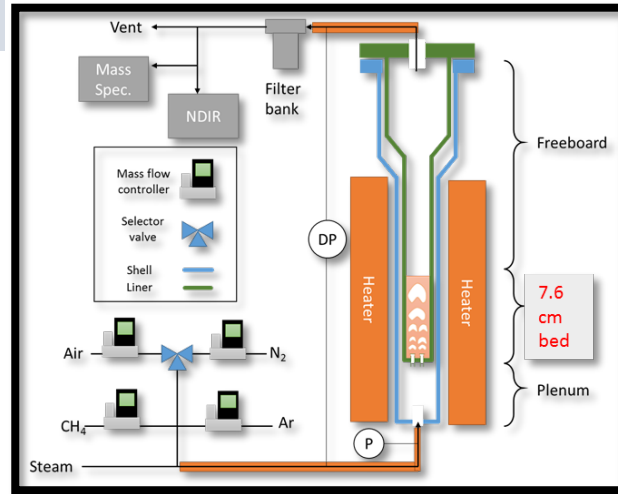 Vent
Mass
Spec.
NDIR
Filter
bank
Mass flow
controller
Selector
valve
Shell
Liner
DP
Heater
Heater
Freeboard
7.6
cm
bed
Plenum
Air
N₂
CH₄
Ar
Steam
P